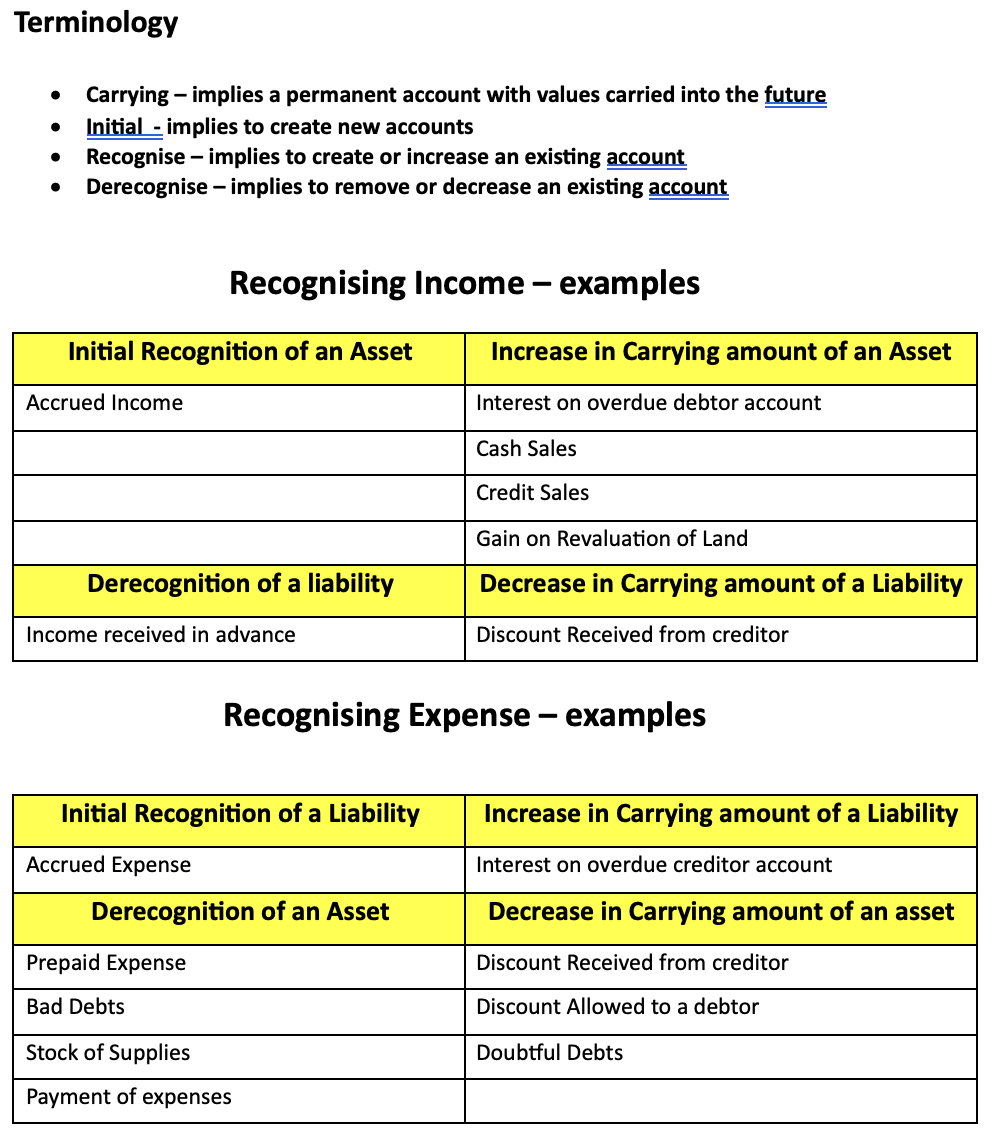 Terminology
• Carrying – implies a permanent account with values carried into the future
• Initial - implies to create new accounts
• Recognise – implies to create or increase an existing account
• Derecognise – implies to remove or decrease an existing account
Recognising Income – examples
Initial Recognition of an Asset Increase in Carrying amount of an Asset
Accrued Income Interest on overdue debtor account
Cash Sales
Credit Sales
Gain on Revaluation of Land
Derecognition of a liability Decrease in Carrying amount of a Liability
Income received in advance Discount Received from creditor
Recognising Expense – examples
Initial Recognition of a Liability Increase in Carrying amount of a Liability
Accrued Expense Interest on overdue creditor account
Derecognition of an Asset Decrease in Carrying amount of an asset
Prepaid Expense Discount Received from creditor
Bad Debts Discount Allowed to a debtor
Stock of Supplies Doubtful Debts
Payment of expenses